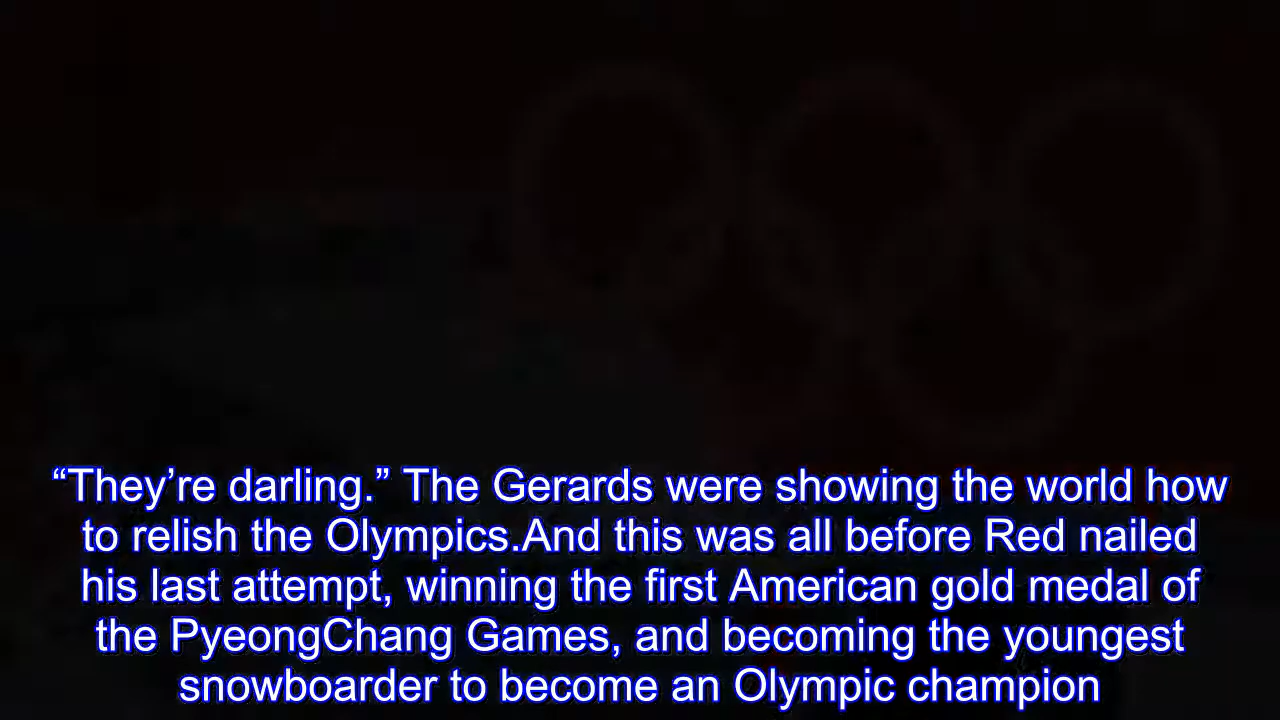 “They’re darling.” The Gerards were showing the world how
to relish the Olympics.And this was all before Red nailed
his last attempt, winning the first American gold medal of
the PyeongChang Games, and becoming the youngest
snowboarder to become an Olympic champion